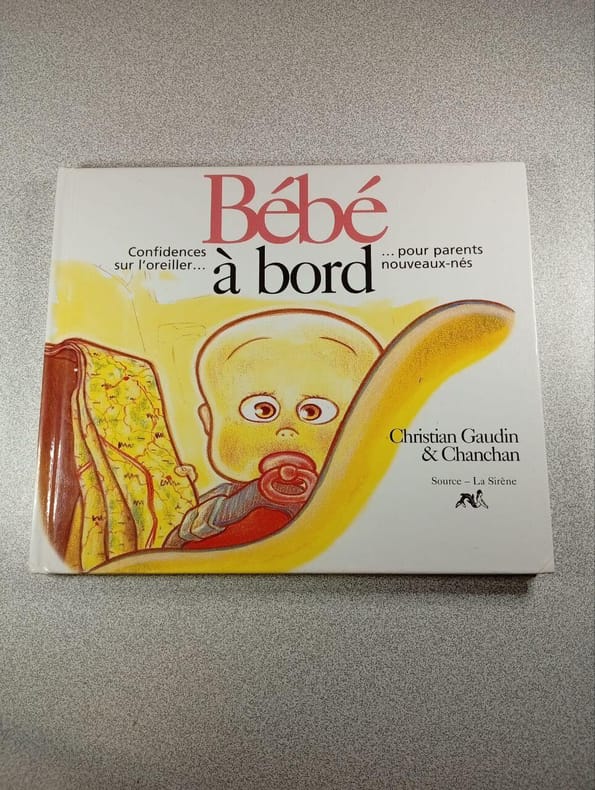 Bébé
à bord
Confidences
sur l'oreiller...
... pour parents
nouveaux-nés
Christian Gaudin
& Chanchan
Source – La Sirène